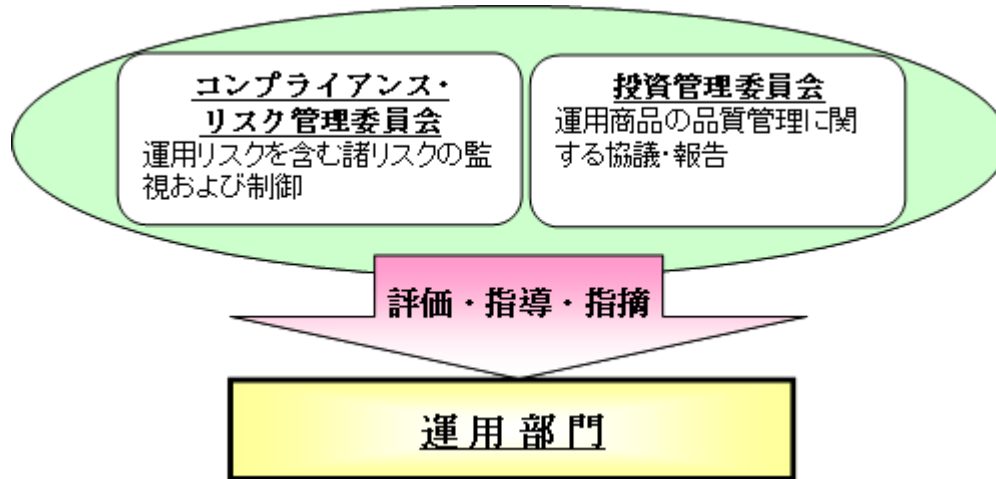 コンプライアンス・
リスク管理委員会
運用リスクを含む諸リスクの監
視および制御
投資管理委員会
運用商品の品質管理に関
する協議・報告
評価・指導・指摘
運用部門